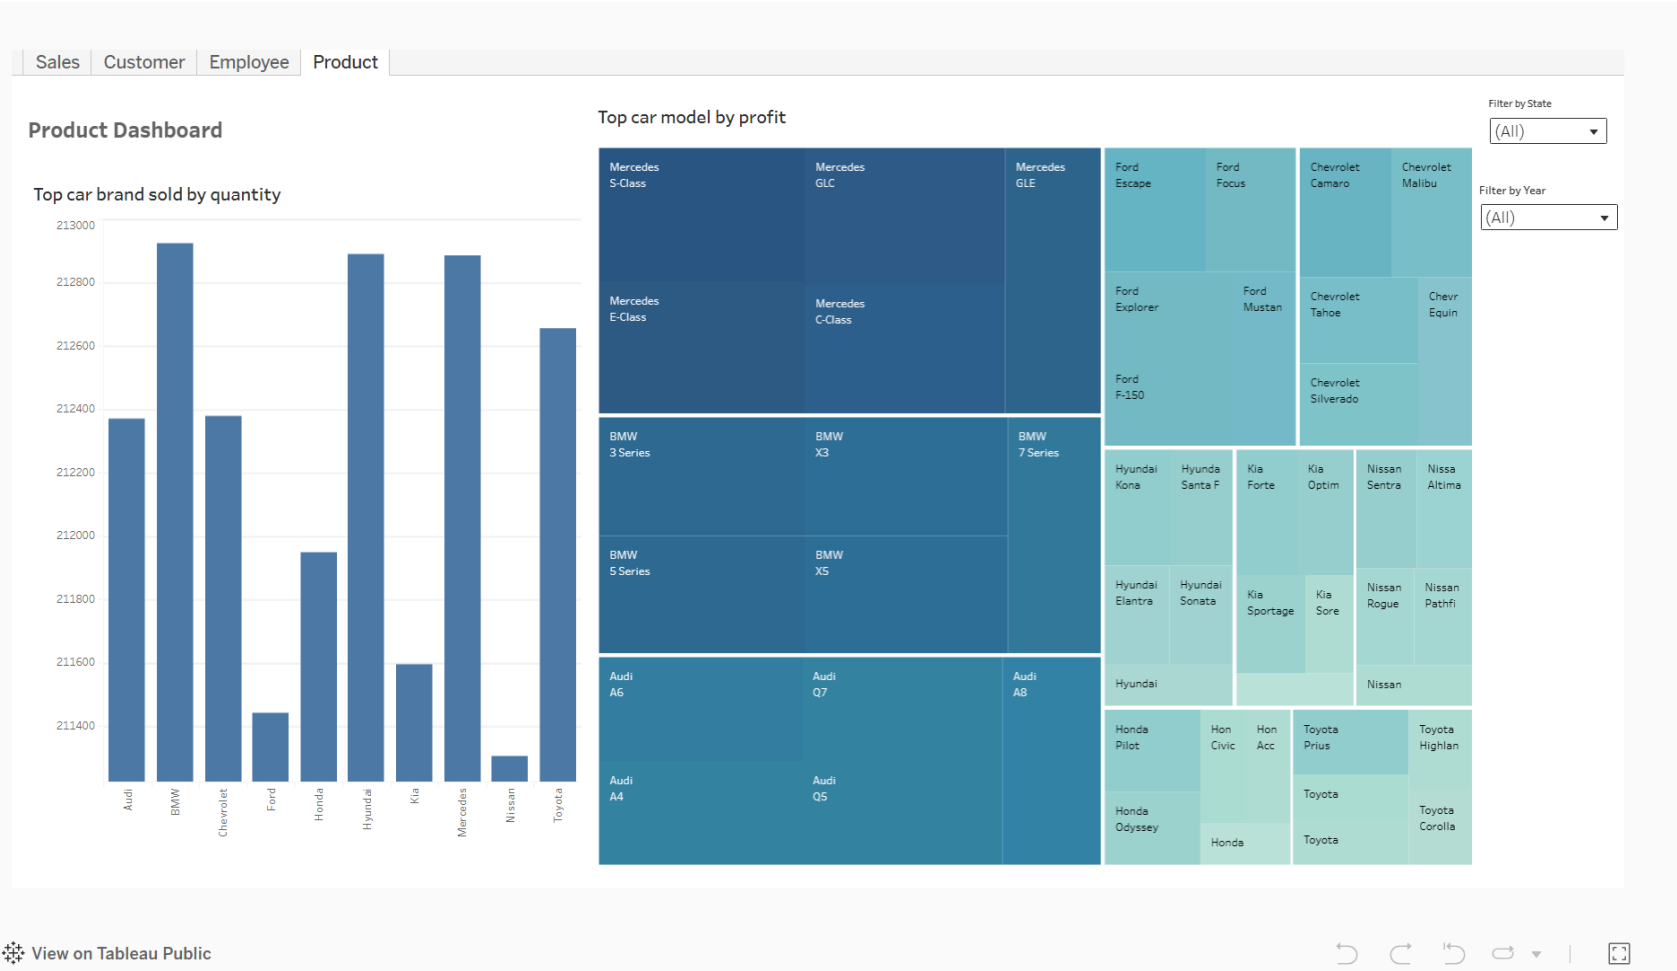 Sales
Customer
Employee
Product
Product Dashboard
Top car brand sold by quantity
213000
212800
212600
212400
212200
212000
211800
211600
211400
Audi
BMW
Chevrolet
Ford
Honda
Hyundai
Kia
Mercedes
Nissan
Toyota
Top car model by profit
Mercedes
S-Class
Mercedes
GLC
Mercedes
GLE
Mercedes
E-Class
Mercedes
C-Class
BMW
3 Series
BMW
X3
BMW
7 Series
BMW
5 Series
BMW
X5
Audi
A6
Audi
Q7
Audi
A8
Audi
A4
Audi
Q5
Ford
Escape
Ford
Focus
Ford
Explorer
Ford
Mustan
Ford
F-150
Chevrolet
Camaro
Chevrolet
Malibu
Chevrolet
Tahoe
Chevr
Equin
Chevrolet
Silverado
Hyundai
Kona
Hyunda
Santa F
Hyundai
Elantra
Hyundai
Sonata
Hyundai
Kia
Forte
Kia
Optim
Kia
Sportage
Kia
Sore
Nissan
Sentra
Nissa
Altima
Nissan
Rogue
Nissan
Pathfi
Nissan
Honda
Pilot
Hon
Civic
Hon
Acc
Honda
Odyssey
Honda
Toyota
Prius
Toyota
Highlan
Toyota
Toyota
Corolla
Toyota
Filter by State
(All)
Filter by Year
(All)
View on Tableau Public